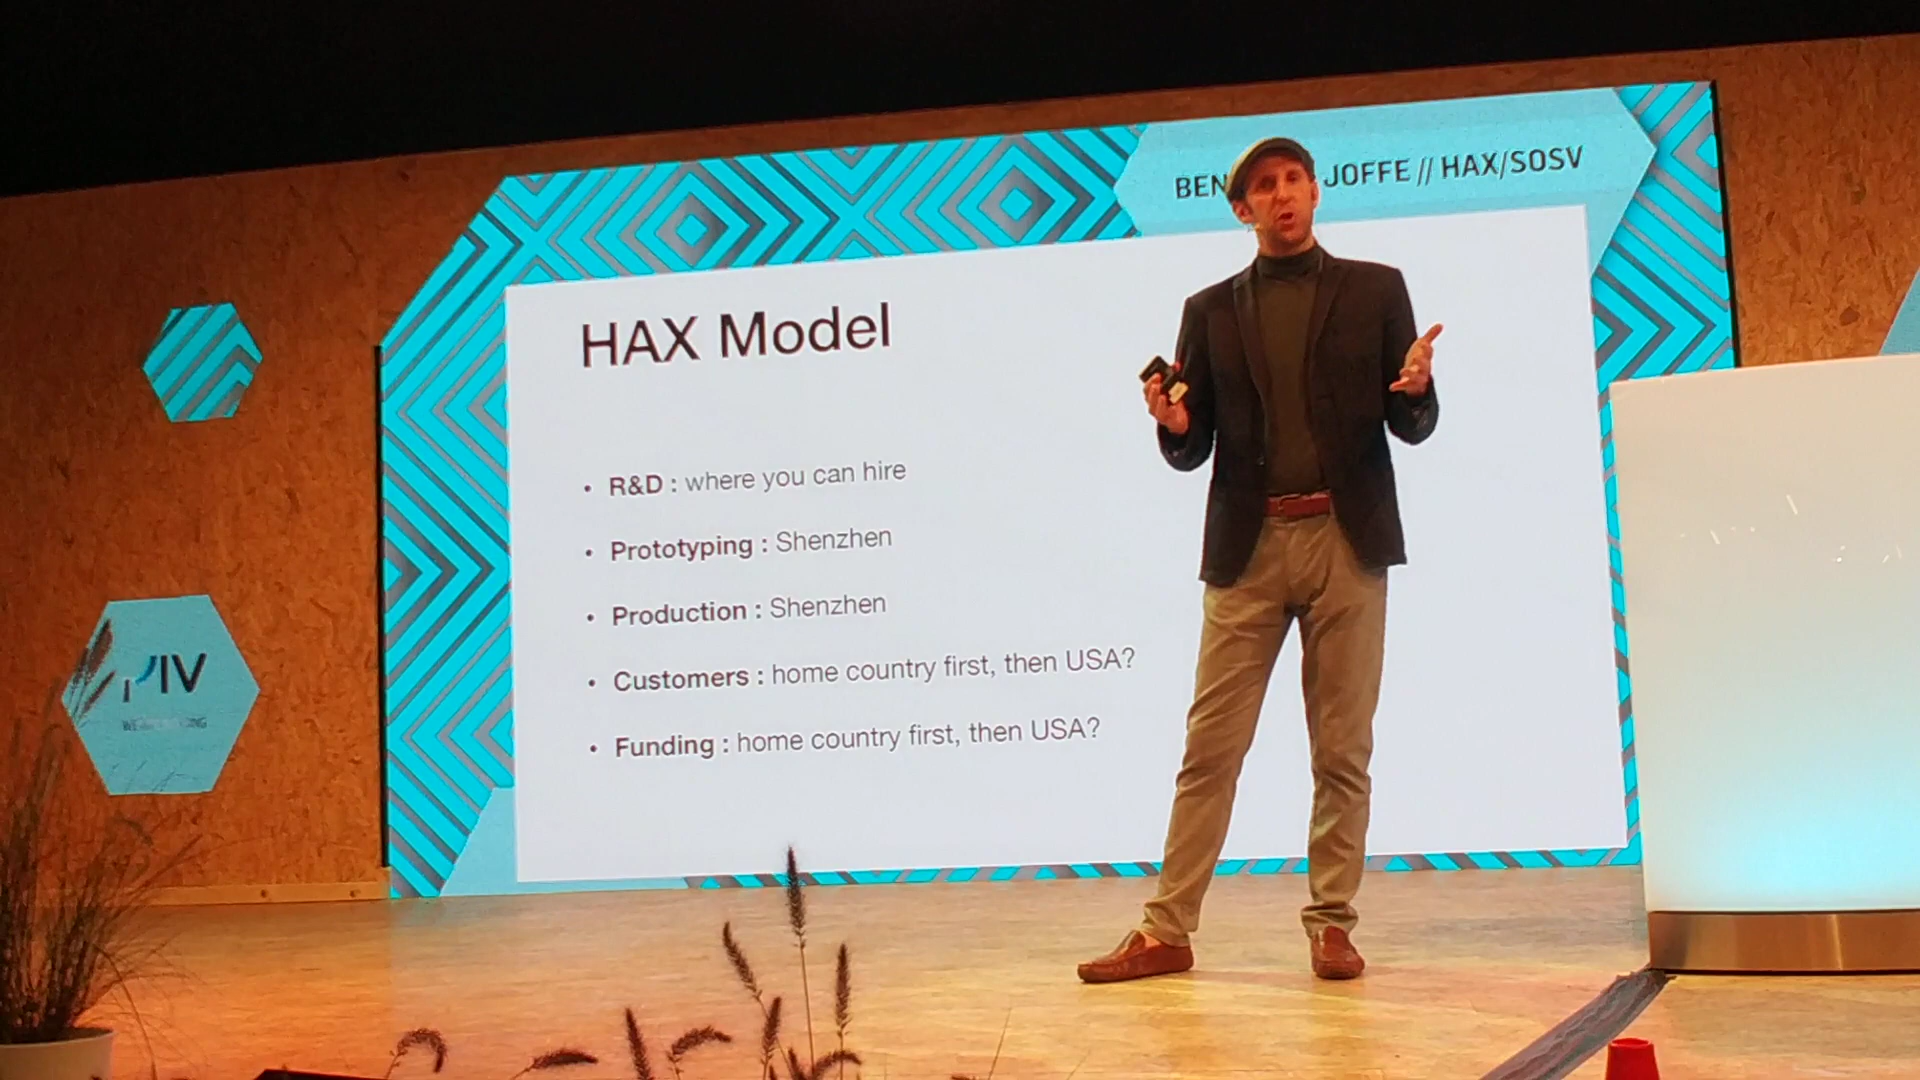 BEN JOFFE // HAX/SOSV
HAX Model
• R&D : where you can hire
• Prototyping : Shenzhen
• Production : Shenzhen
• Customers : home country first, then USA?
• Funding : home country first, then USA?
IV